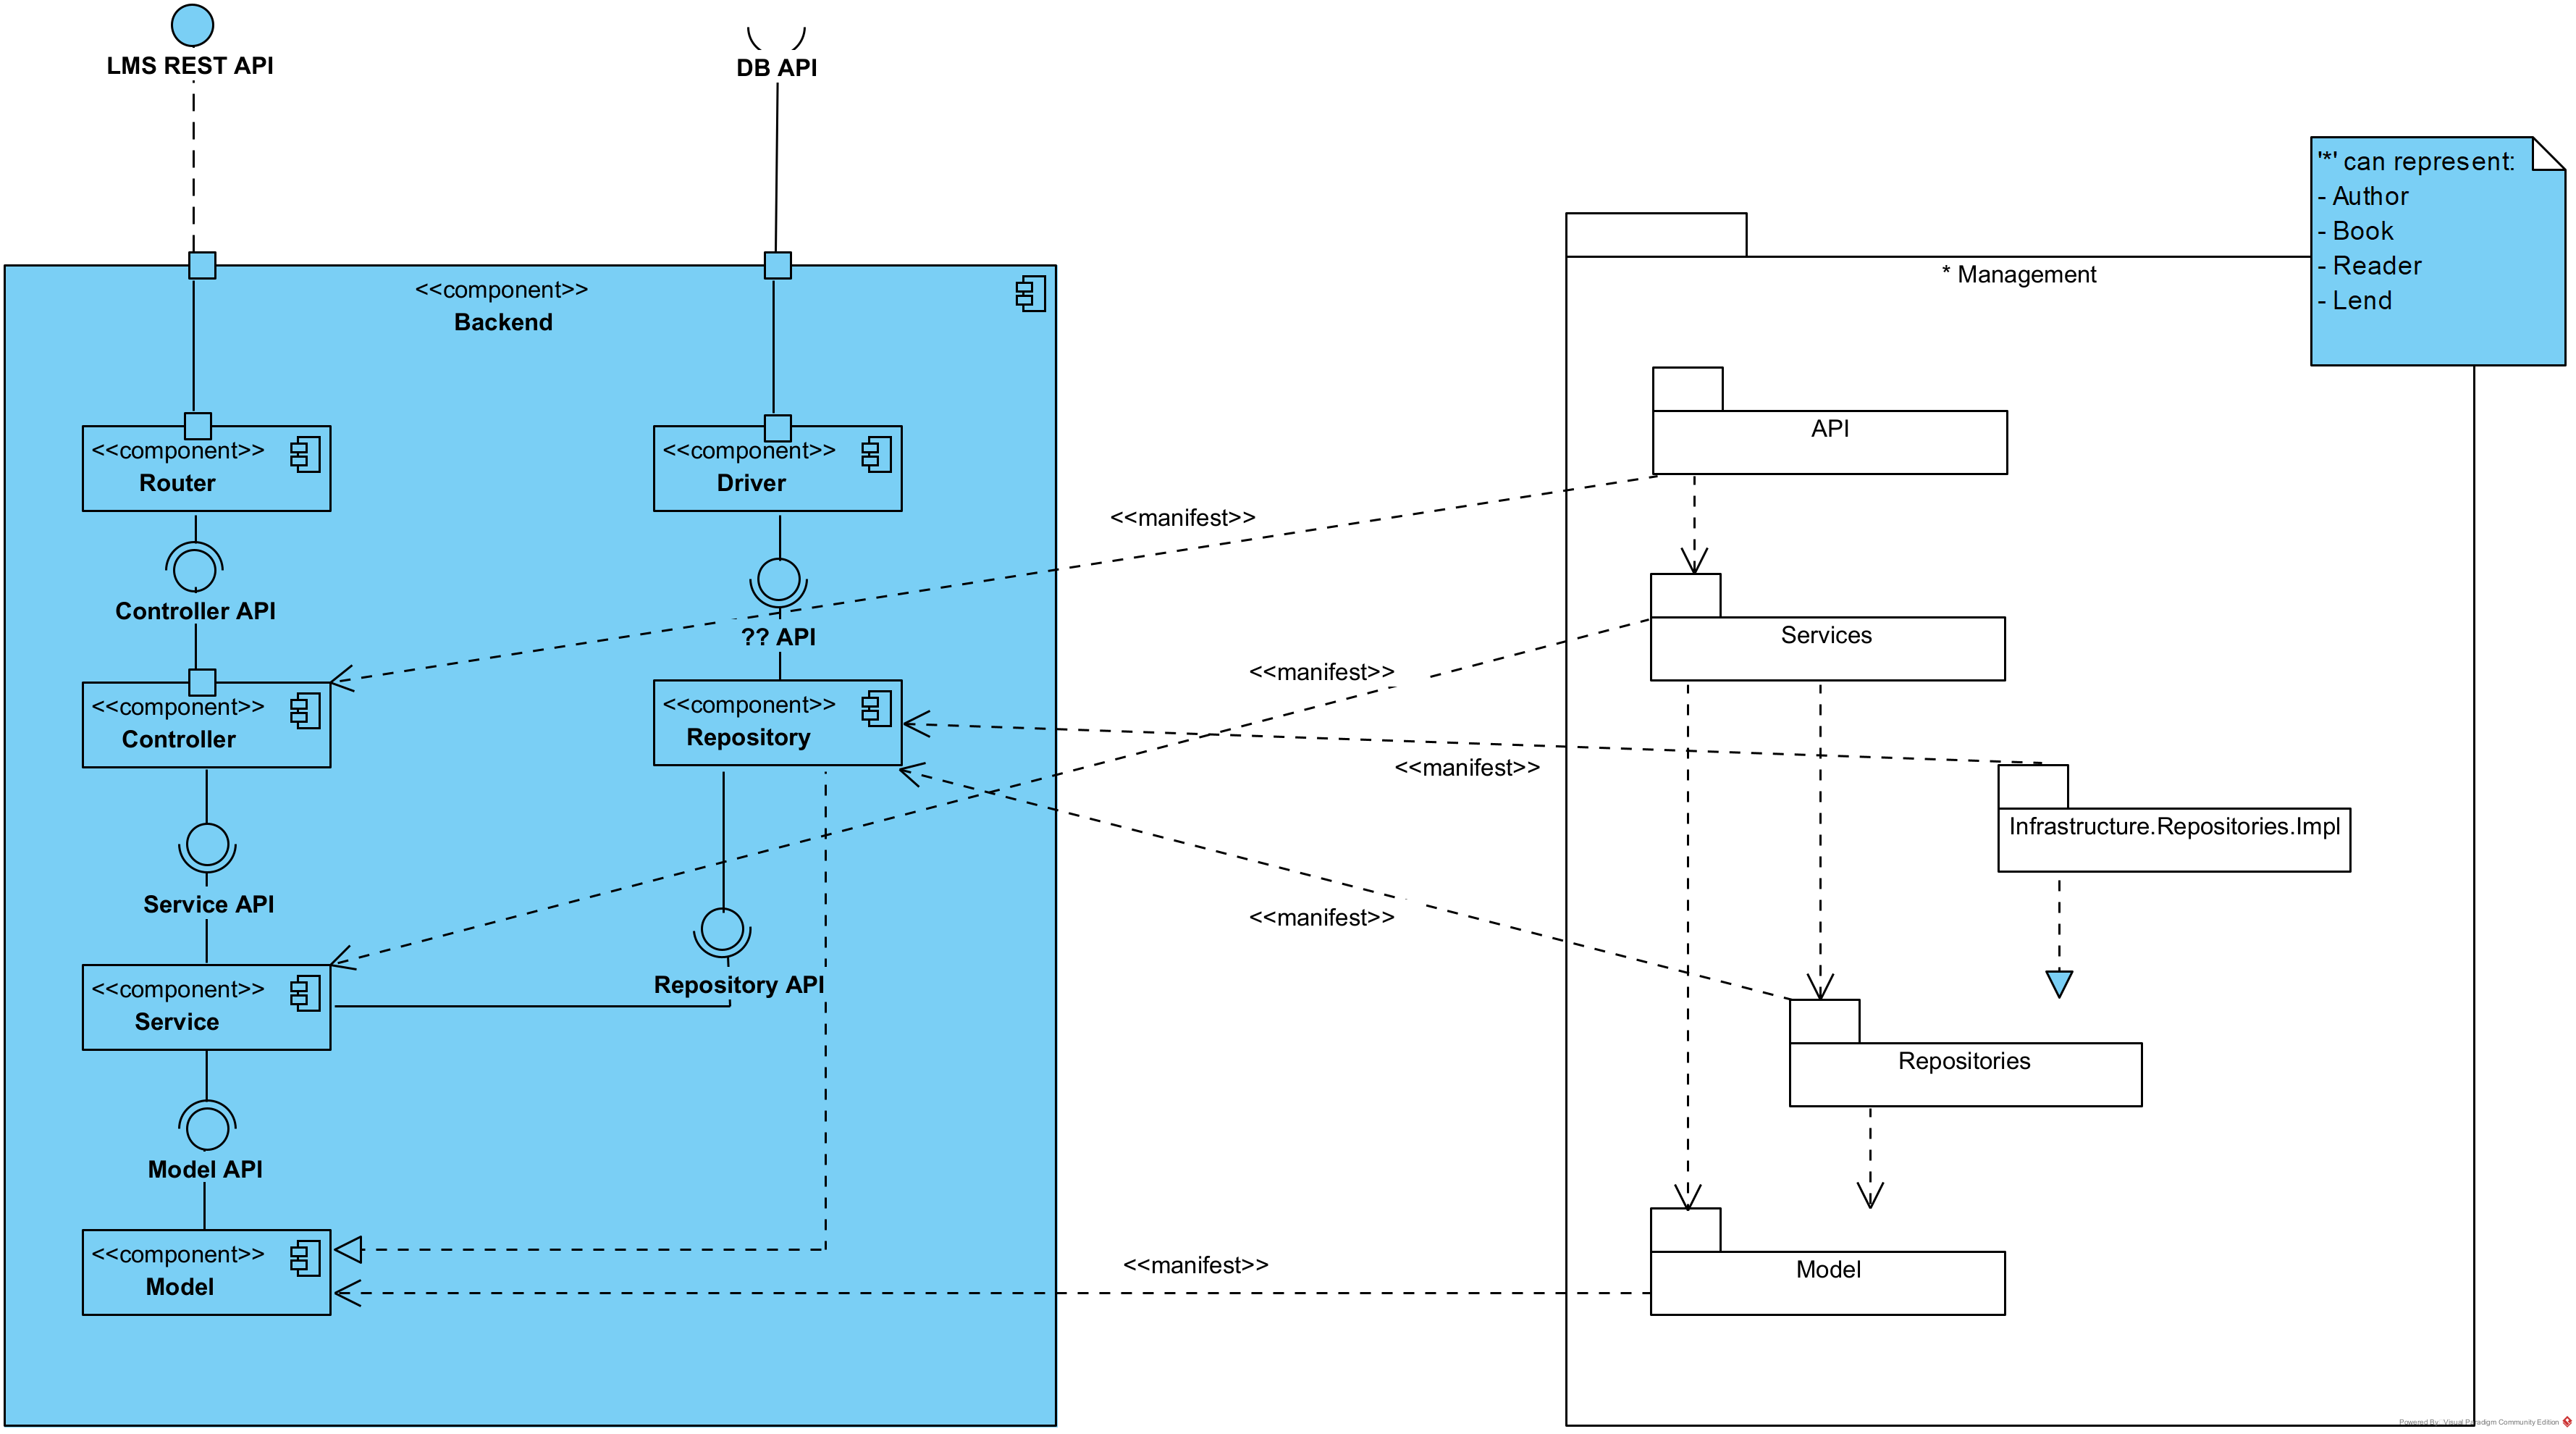 LMS REST API
DB API
<<component>>
Backend
<<component>>
Router
<<component>>
Driver
Controller API
?? API
<<component>>
Controller
<<component>>
Repository
Service API
Repository API
<<component>>
Service
Model API
<<component>>
Model
<<manifest>>
<<manifest>>
<<manifest>>
<<manifest>>
<<manifest>>
* Management
'*' can represent:
- Author
- Book
- Reader
- Lend
API
Services
Infrastructure.Repositories.Impl
Repositories
Model
Powered By Visual Paradigm Community Edition